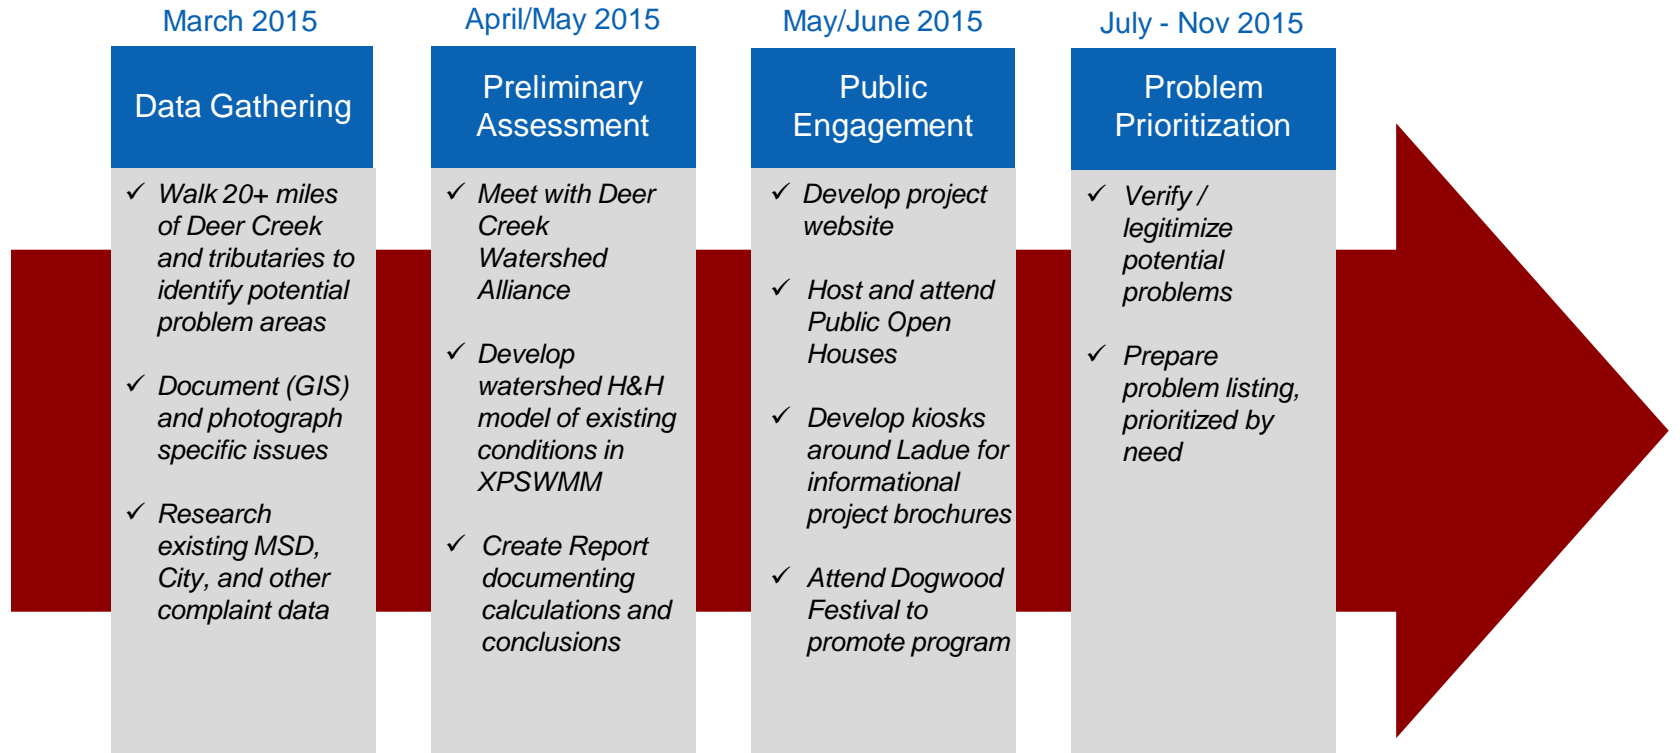 March 2015
Data Gathering
✓ Walk 20+ miles
of Deer Creek
and tributaries to
identify potential
problem areas
✓ Document (GIS)
and photograph
specific issues
✓ Research
existing MSD,
City, and other
complaint data
April/May 2015
Preliminary
Assessment
✓ Meet with Deer
Creek
Watershed
Alliance
✓ Develop
watershed H&H
model of existing
conditions in
XPSWMM
✓ Create Report
documenting
calculations and
conclusions
May/June 2015
Public
Engagement
✓ Develop project
website
✓ Host and attend
Public Open
Houses
✓ Develop kiosks
around Ladue for
informational
project brochures
✓ Attend Dogwood
Festival to
promote program
July - Nov 2015
Problem
Prioritization
✓ Verify /
legitimize
potential
problems
✓ Prepare
problem listing,
prioritized by
need